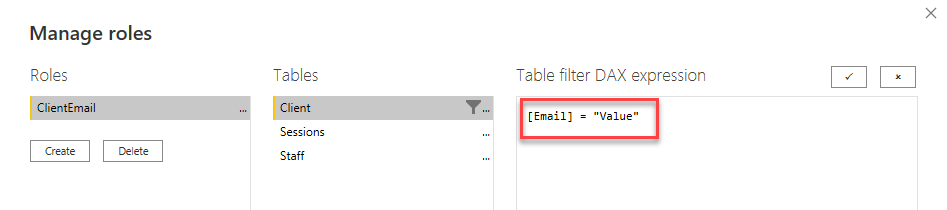 Manage roles
Roles
Tables
Table filter DAX expression
ClientEmail ...
Client ...
Sessions ...
Staff ...
[Email] = "Value"
Create Delete